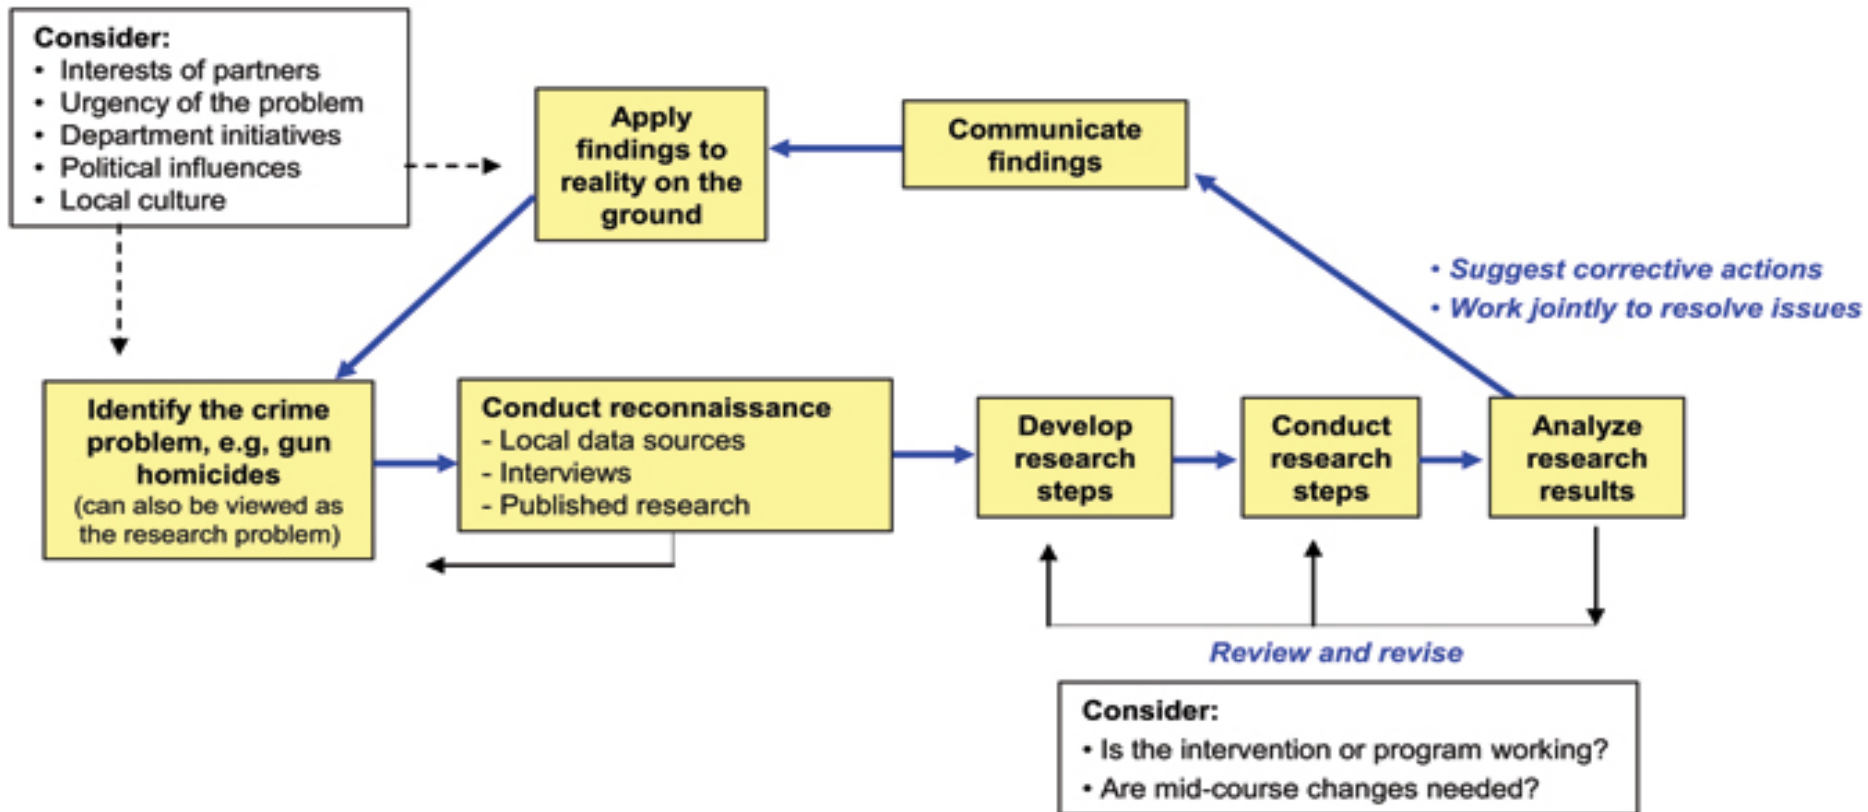 Consider:
• Interests of partners
• Urgency of the problem
• Department initiatives
• Political influences
• Local culture
Apply
findings to
reality on the
ground
Communicate
findings
• Suggest corrective actions
• Work jointly to resolve issues
Identify the crime
problem, e.g, gun
homicides
(can also be viewed as
the research problem)
Conduct reconnaissance
- Local data sources
- Interviews
- Published research
Develop
research
steps
Conduct
research
steps
Analyze
research
results
Review and revise
Consider:
• Is the intervention or program working?
• Are mid-course changes needed?